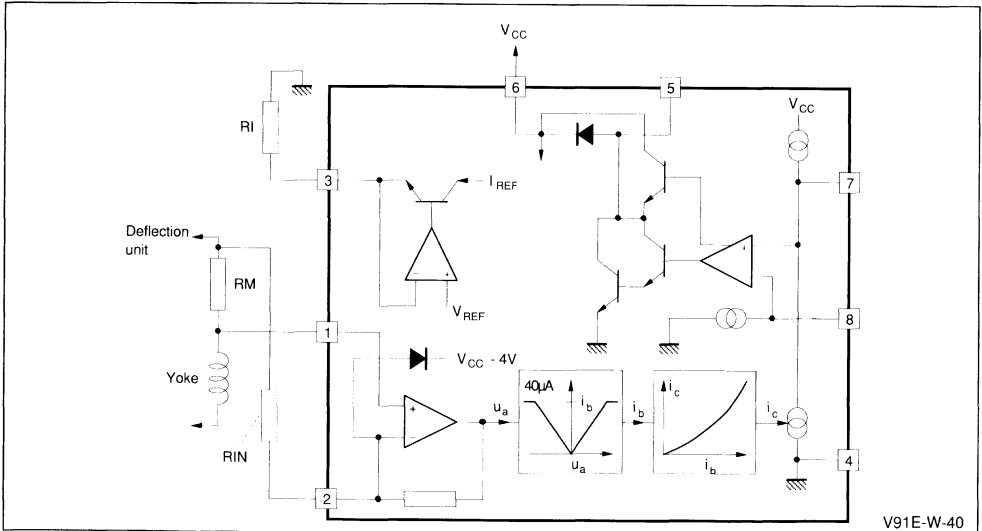 VCC
6
5
VCC
RI
3
IREF
7
Deflection
unit
RM
- +
VREF
+
8
1
VCC - 4V
Yoke
40µA
ib
ic
+
-
ua
ib
ic
ua
ib
4
RIN
2
V91E-W-40